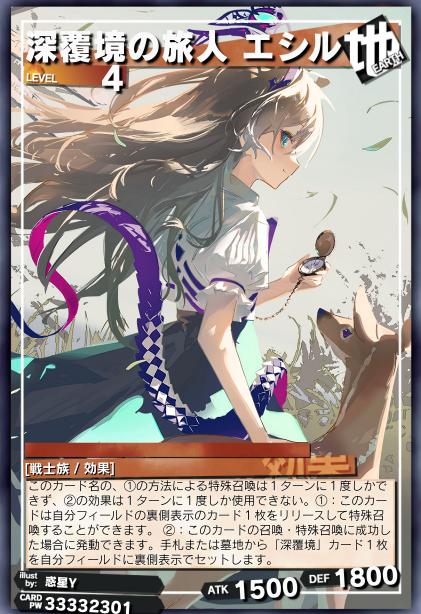 深覆境の旅人 エシル
地
EARTH
LEVEL
4
効果
[戦士族 / 効果]
このカード名の、①の方法による特殊召喚は１ターンに１度しかで
きず、②の効果は１ターンに１度しか使用できない。①：このカー
ドは自分フィールドの裏側表示のカード１枚をリリースして特殊召
喚することができます。 ②：このカードの召喚・特殊召喚に成功し
た場合に発動できます。手札または墓地から「深覆境」カード１枚
を自分フィールドに裏側表示でセットします。
illust by: 惑星Y
ATK 1500 DEF 1800
CARD PW 33332301